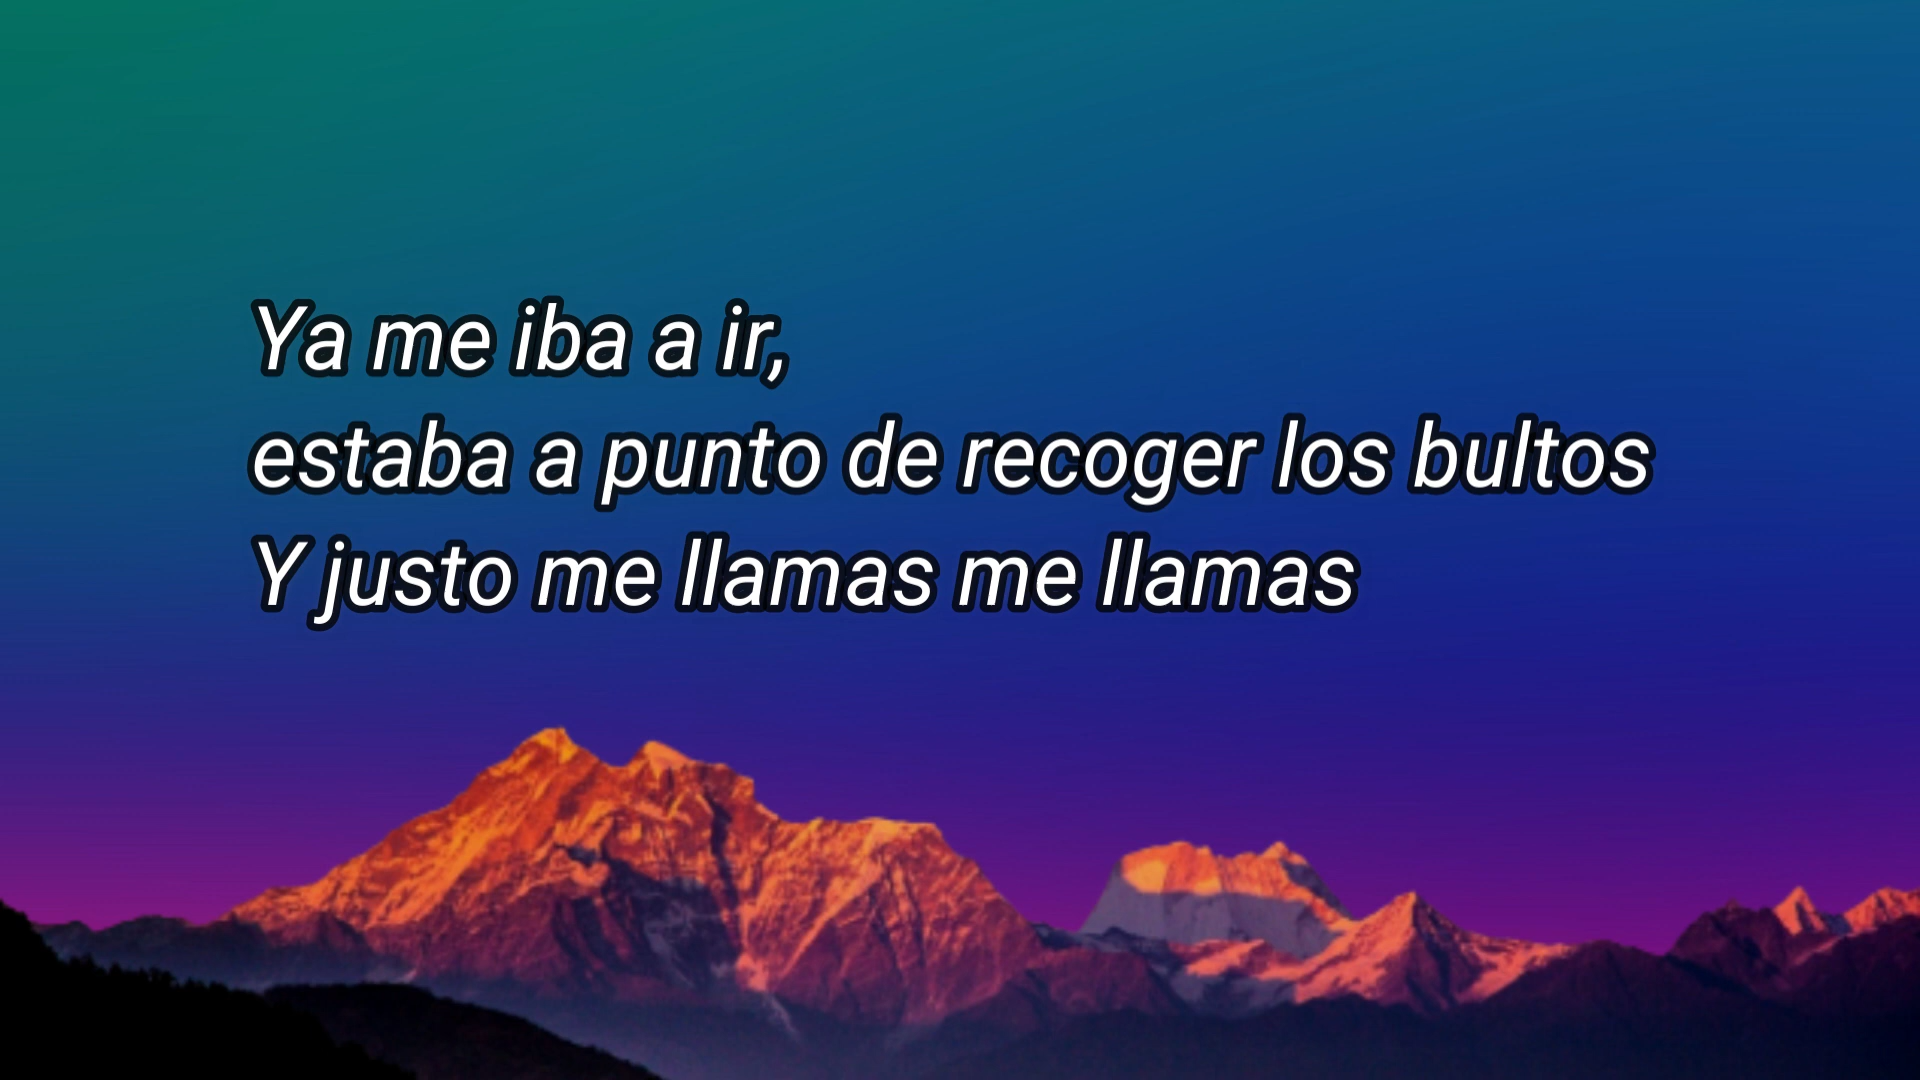 Ya me iba a ir,
estaba a punto de recoger los bultos
Y justo me llamas me llamas